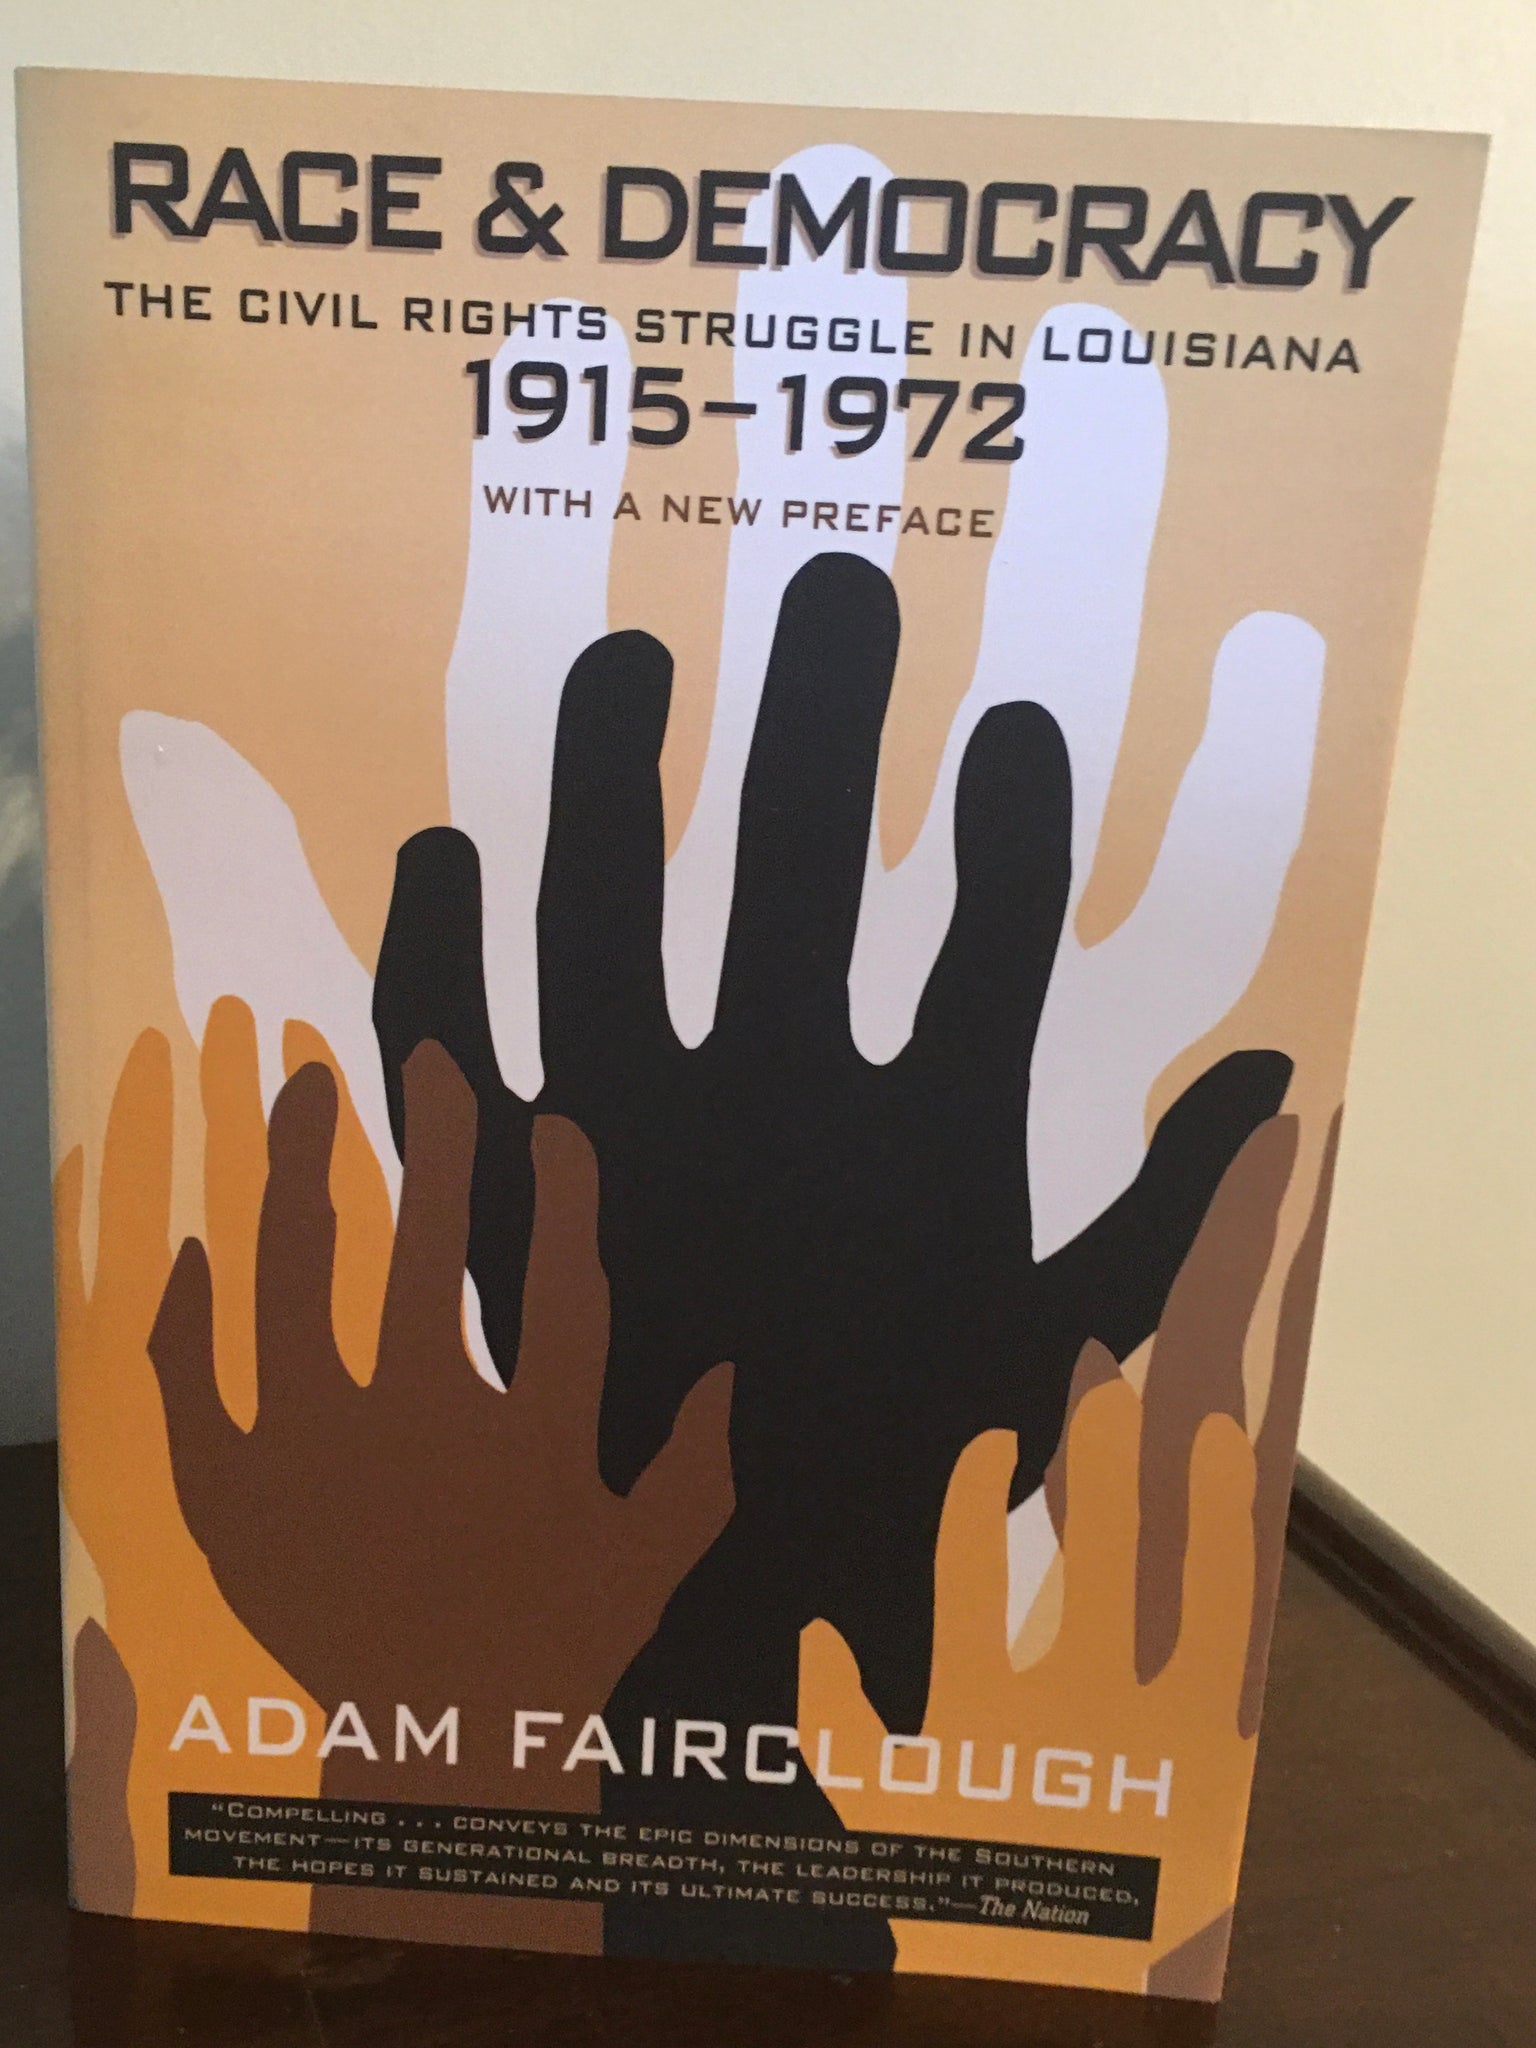 RACE & DEMOCRACY
THE CIVIL RIGHTS STRUGGLE IN LOUISIANA
1915–1972
WITH A NEW PREFACE
ADAM FAIRCLOUGH
“COMPELLING . . . CONVEYS THE EPIC DIMENSIONS OF THE SOUTHERN
MOVEMENT—ITS GENERATIONAL BREADTH, THE LEADERSHIP IT PRODUCED,
THE HOPES IT SUSTAINED AND ITS ULTIMATE SUCCESS.”—The Nation